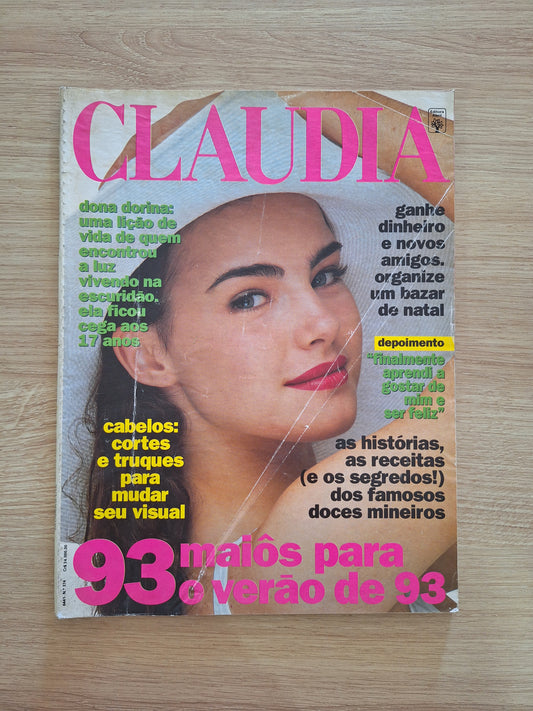 CLAUDIA
Editora
Abril
dona dorina:
uma lição de
vida de quem
encontrou
a luz
vivendo na
escuridão.
ela ficou
cega aos
17 anos
ganhe
dinheiro
e novos
amigos.
organize
um bazar
de natal
depoimento
"finalmente
aprendi a
gostar de
mim e
ser feliz"
cabelos:
cortes
e truques
para
mudar
seu visual
as histórias,
as receitas
(e os segredos!)
dos famosos
doces mineiros
93 maiôs para
o verão de 93